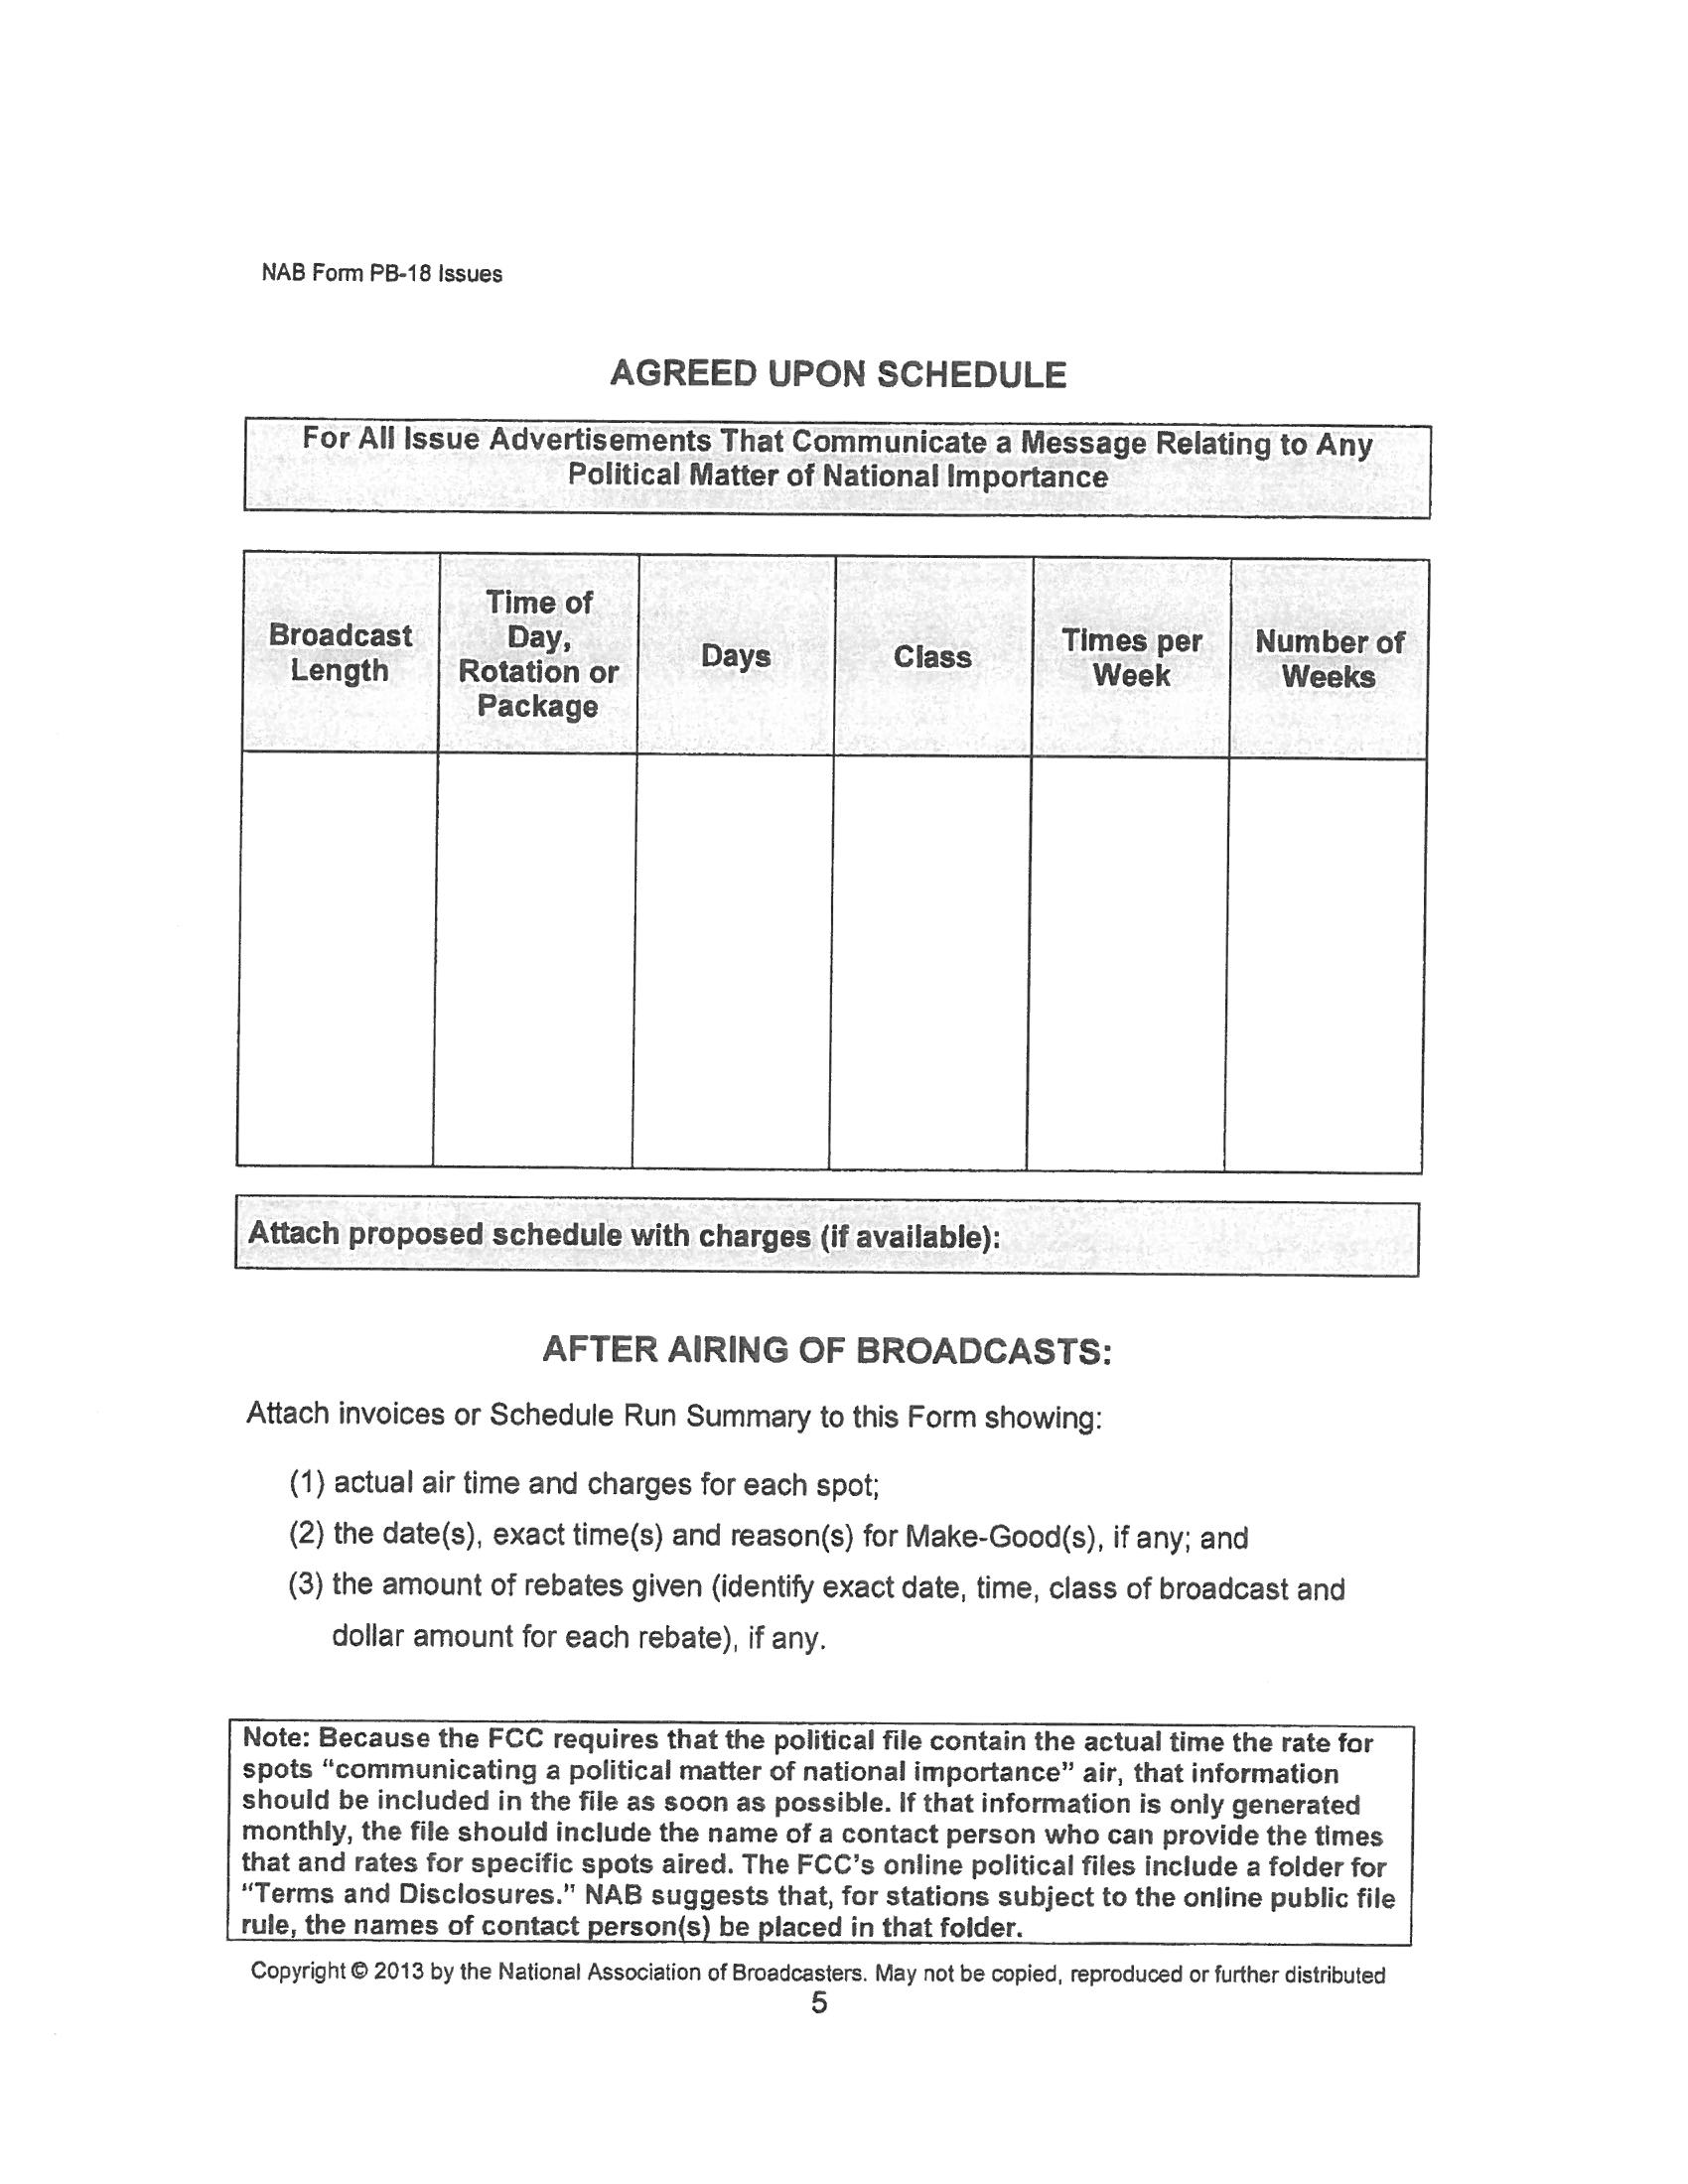 NAB Form PB-18 Issues
AGREED UPON SCHEDULE
For All Issue Advertisements That Communicate a Message Relating to Any
Political Matter of National Importance
Broadcast
Length
Time of
Day,
Rotation or
Package
Days
Class
Times per
Week
Number of
Weeks
Attach proposed schedule with charges (if available):
AFTER AIRING OF BROADCASTS:
Attach invoices or Schedule Run Summary to this Form showing:
(1) actual air time and charges for each spot;
(2) the date(s), exact time(s) and reason(s) for Make-Good(s), if any; and
(3) the amount of rebates given (identify exact date, time, class of broadcast and
dollar amount for each rebate), if any.
Note: Because the FCC requires that the political file contain the actual time the rate for
spots “communicating a political matter of national importance” air, that information
should be included in the file as soon as possible. If that information is only generated
monthly, the file should include the name of a contact person who can provide the times
that and rates for specific spots aired. The FCC’s online political files include a folder for
“Terms and Disclosures.” NAB suggests that, for stations subject to the online public file
rule, the names of contact person(s) be placed in that folder.
Copyright © 2013 by the National Association of Broadcasters. May not be copied, reproduced or further distributed
5